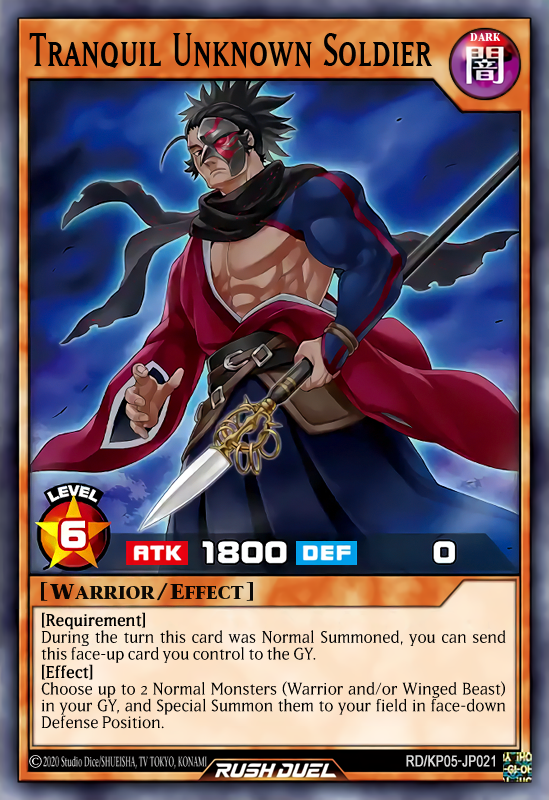 Tranquil Unknown Soldier
DARK
闇
LEVEL
6
ATK 1800 DEF 0
[Warrior/Effect]
[Requirement]
During the turn this card was Normal Summoned, you can send
this face-up card you control to the GY.
[Effect]
Choose up to 2 Normal Monsters (Warrior and/or Winged Beast)
in your GY, and Special Summon them to your field in face-down
Defense Position.
©2020 Studio Dice/SHUEISHA, TV TOKYO, KONAMI
RUSH DUEL
RD/KP05-JP021